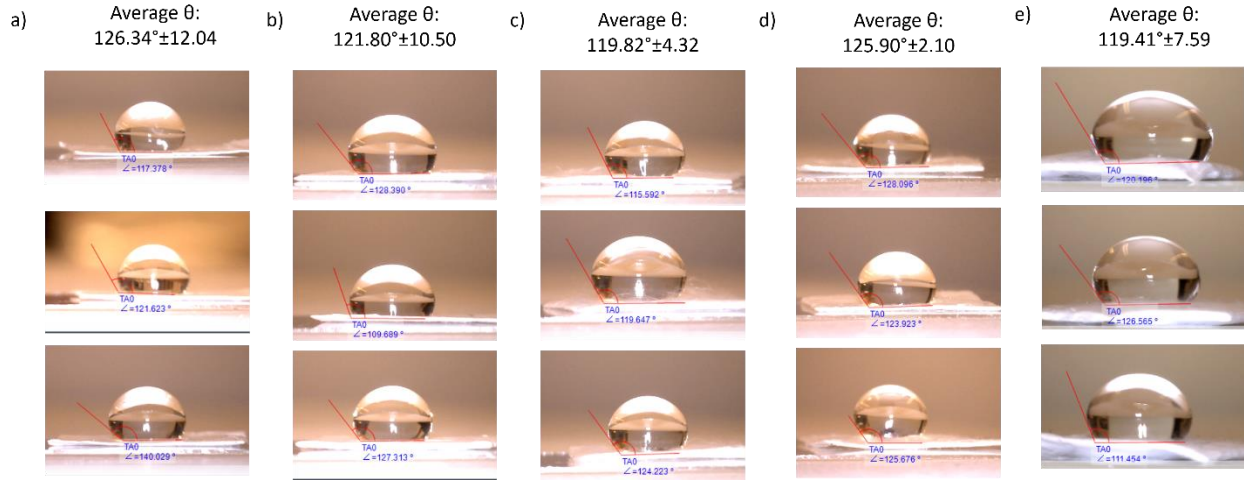 a)
Average θ:
126.34°±12.04
b)
Average θ:
121.80°±10.50
c)
Average θ:
119.82°±4.32
d)
Average θ:
125.90°±2.10
e)
Average θ:
119.41°±7.59
TA0
∠=117.378 °
TA0
∠=128.390 °
TA0
∠=115.592 °
TA0
∠=128.096 °
TA0
∠=120.196 °
TA0
∠=121.623 °
TA0
∠=109.689 °
TA0
∠=119.647 °
TA0
∠=123.923 °
TA0
∠=126.565 °
TA0
∠=140.029 °
TA0
∠=127.313 °
TA0
∠=124.223 °
TA0
∠=125.676 °
TA0
∠=111.454 °